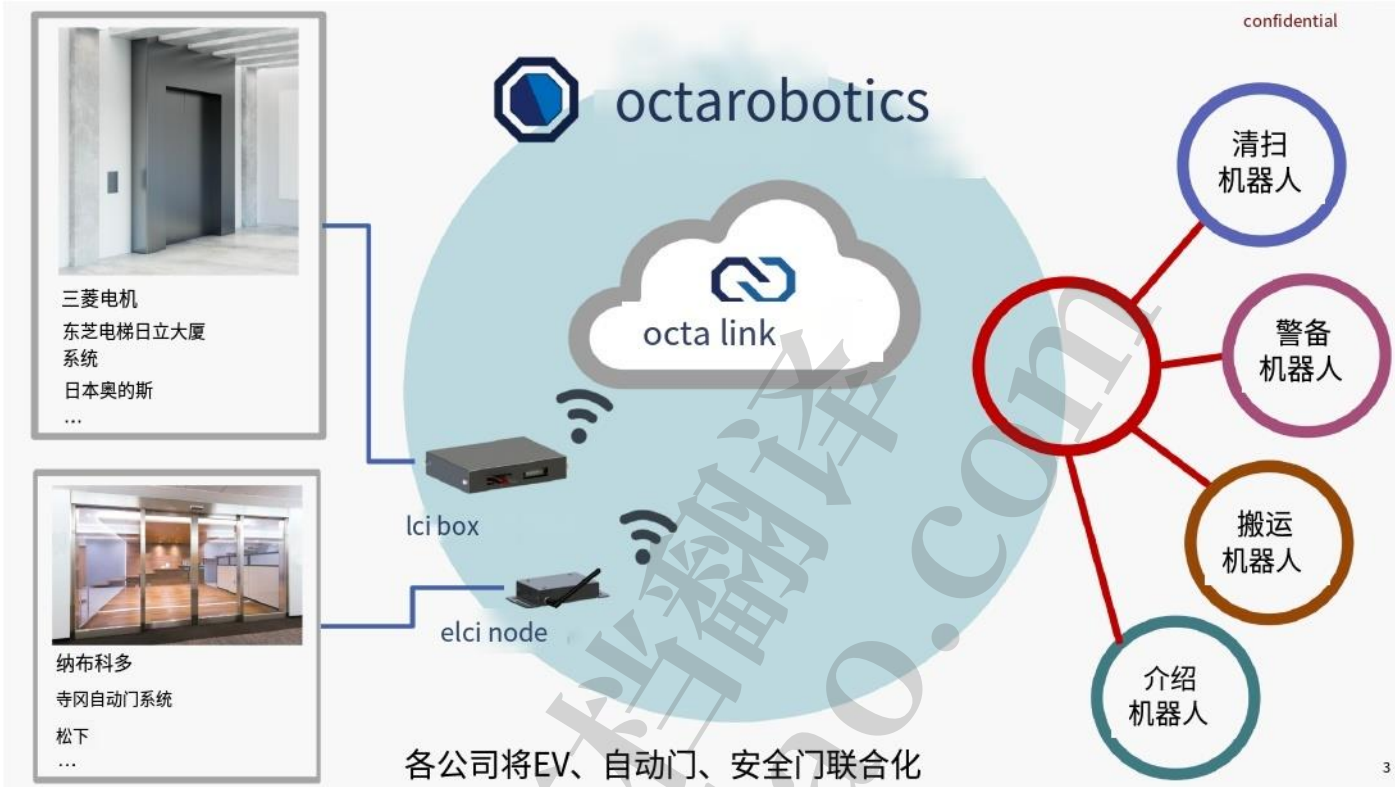 confidential
octarobotics
octa link
三菱电机
东芝电梯日立大厦
系统
日本奥的斯
…
lci box
elci node
纳布科多
寺冈自动门系统
松下
…
清扫
机器人
警备
机器人
搬运
机器人
介绍
机器人
各公司将EV、自动门、安全门联合化
3